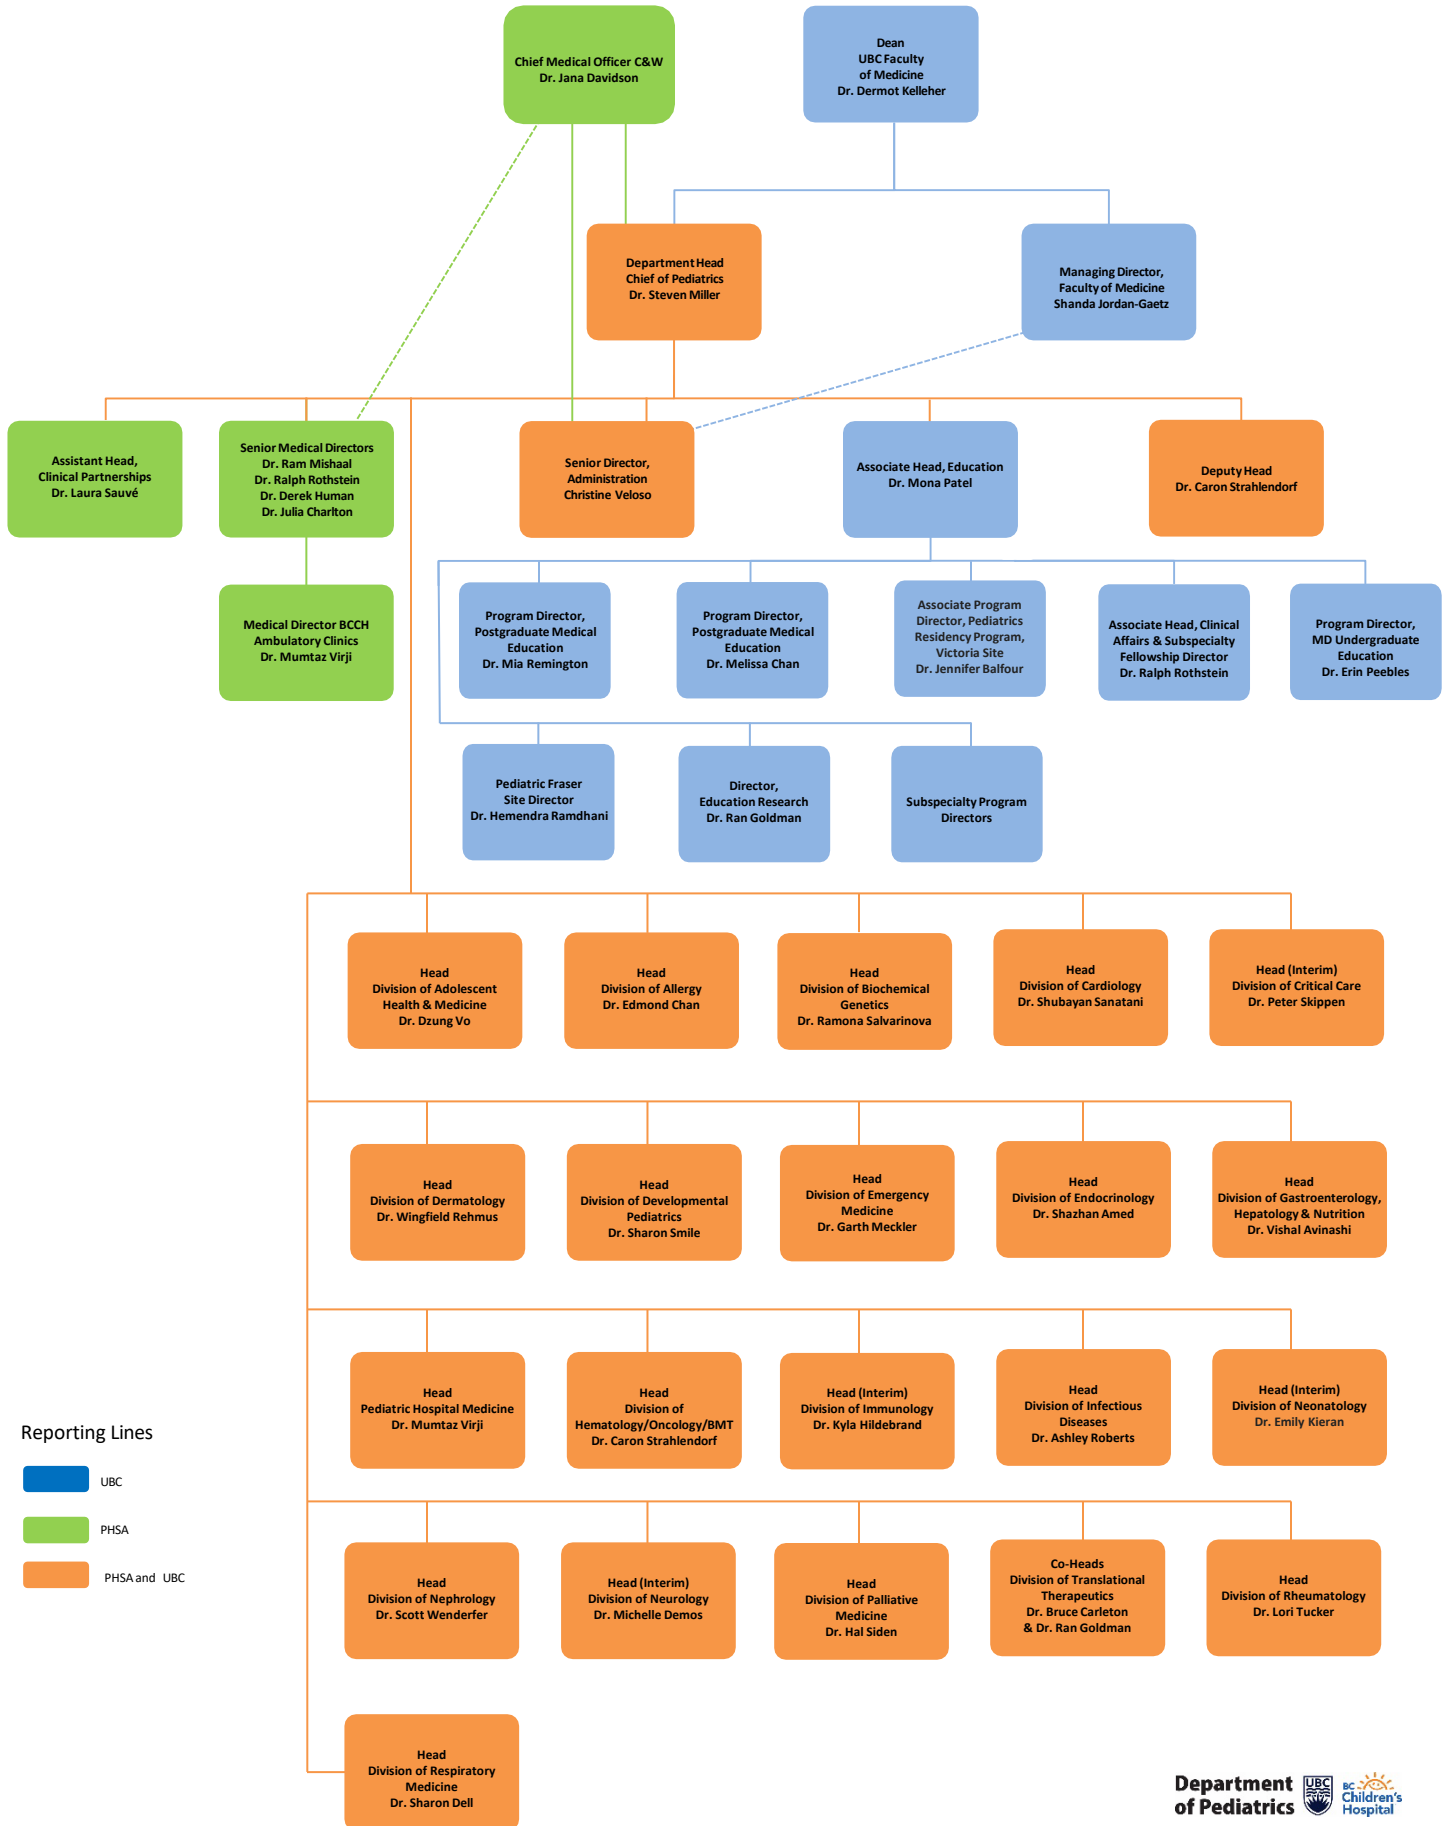 Chief Medical Officer C&W
Dr. Jana Davidson
Dean
UBC Faculty
of Medicine
Dr. Dermot Kelleher
Department Head
Chief of Pediatrics
Dr. Steven Miller
Managing Director,
Faculty of Medicine
Shanda Jordan-Gaetz
Assistant Head,
Clinical Partnerships
Dr. Laura Sauvé
Senior Medical Directors
Dr. Ram Mishaal
Dr. Ralph Rothstein
Dr. Derek Human
Dr. Julia Charlton
Senior Director,
Administration
Christine Veloso
Associate Head, Education
Dr. Mona Patel
Deputy Head
Dr. Caron Strahlendorf
Medical Director BCCH
Ambulatory Clinics
Dr. Mumtaz Virji
Program Director,
Postgraduate Medical
Education
Dr. Mia Remington
Program Director,
Postgraduate Medical
Education
Dr. Melissa Chan
Associate Program
Director, Pediatrics
Residency Program,
Victoria Site
Dr. Jennifer Balfour
Associate Head, Clinical
Affairs & Subspecialty
Fellowship Director
Dr. Ralph Rothstein
Program Director,
MD Undergraduate
Education
Dr. Erin Peebles
Pediatric Fraser
Site Director
Dr. Hemendra Ramdhani
Director,
Education Research
Dr. Ran Goldman
Subspecialty Program
Directors
Head
Division of Adolescent
Health & Medicine
Dr. Dzung Vo
Head
Division of Allergy
Dr. Edmond Chan
Head
Division of Biochemical
Genetics
Dr. Ramona Salvarinova
Head
Division of Cardiology
Dr. Shubayan Sanatani
Head (Interim)
Division of Critical Care
Dr. Peter Skippen
Head
Division of Dermatology
Dr. Wingfield Rehmus
Head
Division of Developmental
Pediatrics
Dr. Sharon Smile
Head
Division of Emergency
Medicine
Dr. Garth Meckler
Head
Division of Endocrinology
Dr. Shazhan Amed
Head
Division of Gastroenterology,
Hepatology & Nutrition
Dr. Vishal Avinashi
Head
Pediatric Hospital Medicine
Dr. Mumtaz Virji
Head
Division of
Hematology/Oncology/BMT
Dr. Caron Strahlendorf
Head (Interim)
Division of Immunology
Dr. Kyla Hildebrand
Head
Division of Infectious
Diseases
Dr. Ashley Roberts
Head (Interim)
Division of Neonatology
Dr. Emily Kieran
Reporting Lines
UBC
PHSA
PHSA and UBC
Head
Division of Nephrology
Dr. Scott Wenderfer
Head (Interim)
Division of Neurology
Dr. Michelle Demos
Head
Division of Palliative
Medicine
Dr. Hal Siden
Co-Heads
Division of Translational
Therapeutics
Dr. Bruce Carleton
& Dr. Ran Goldman
Head
Division of Rheumatology
Dr. Lori Tucker
Head
Division of Respiratory
Medicine
Dr. Sharon Dell
Department
of Pediatrics
UBC
BC
Children's
Hospital